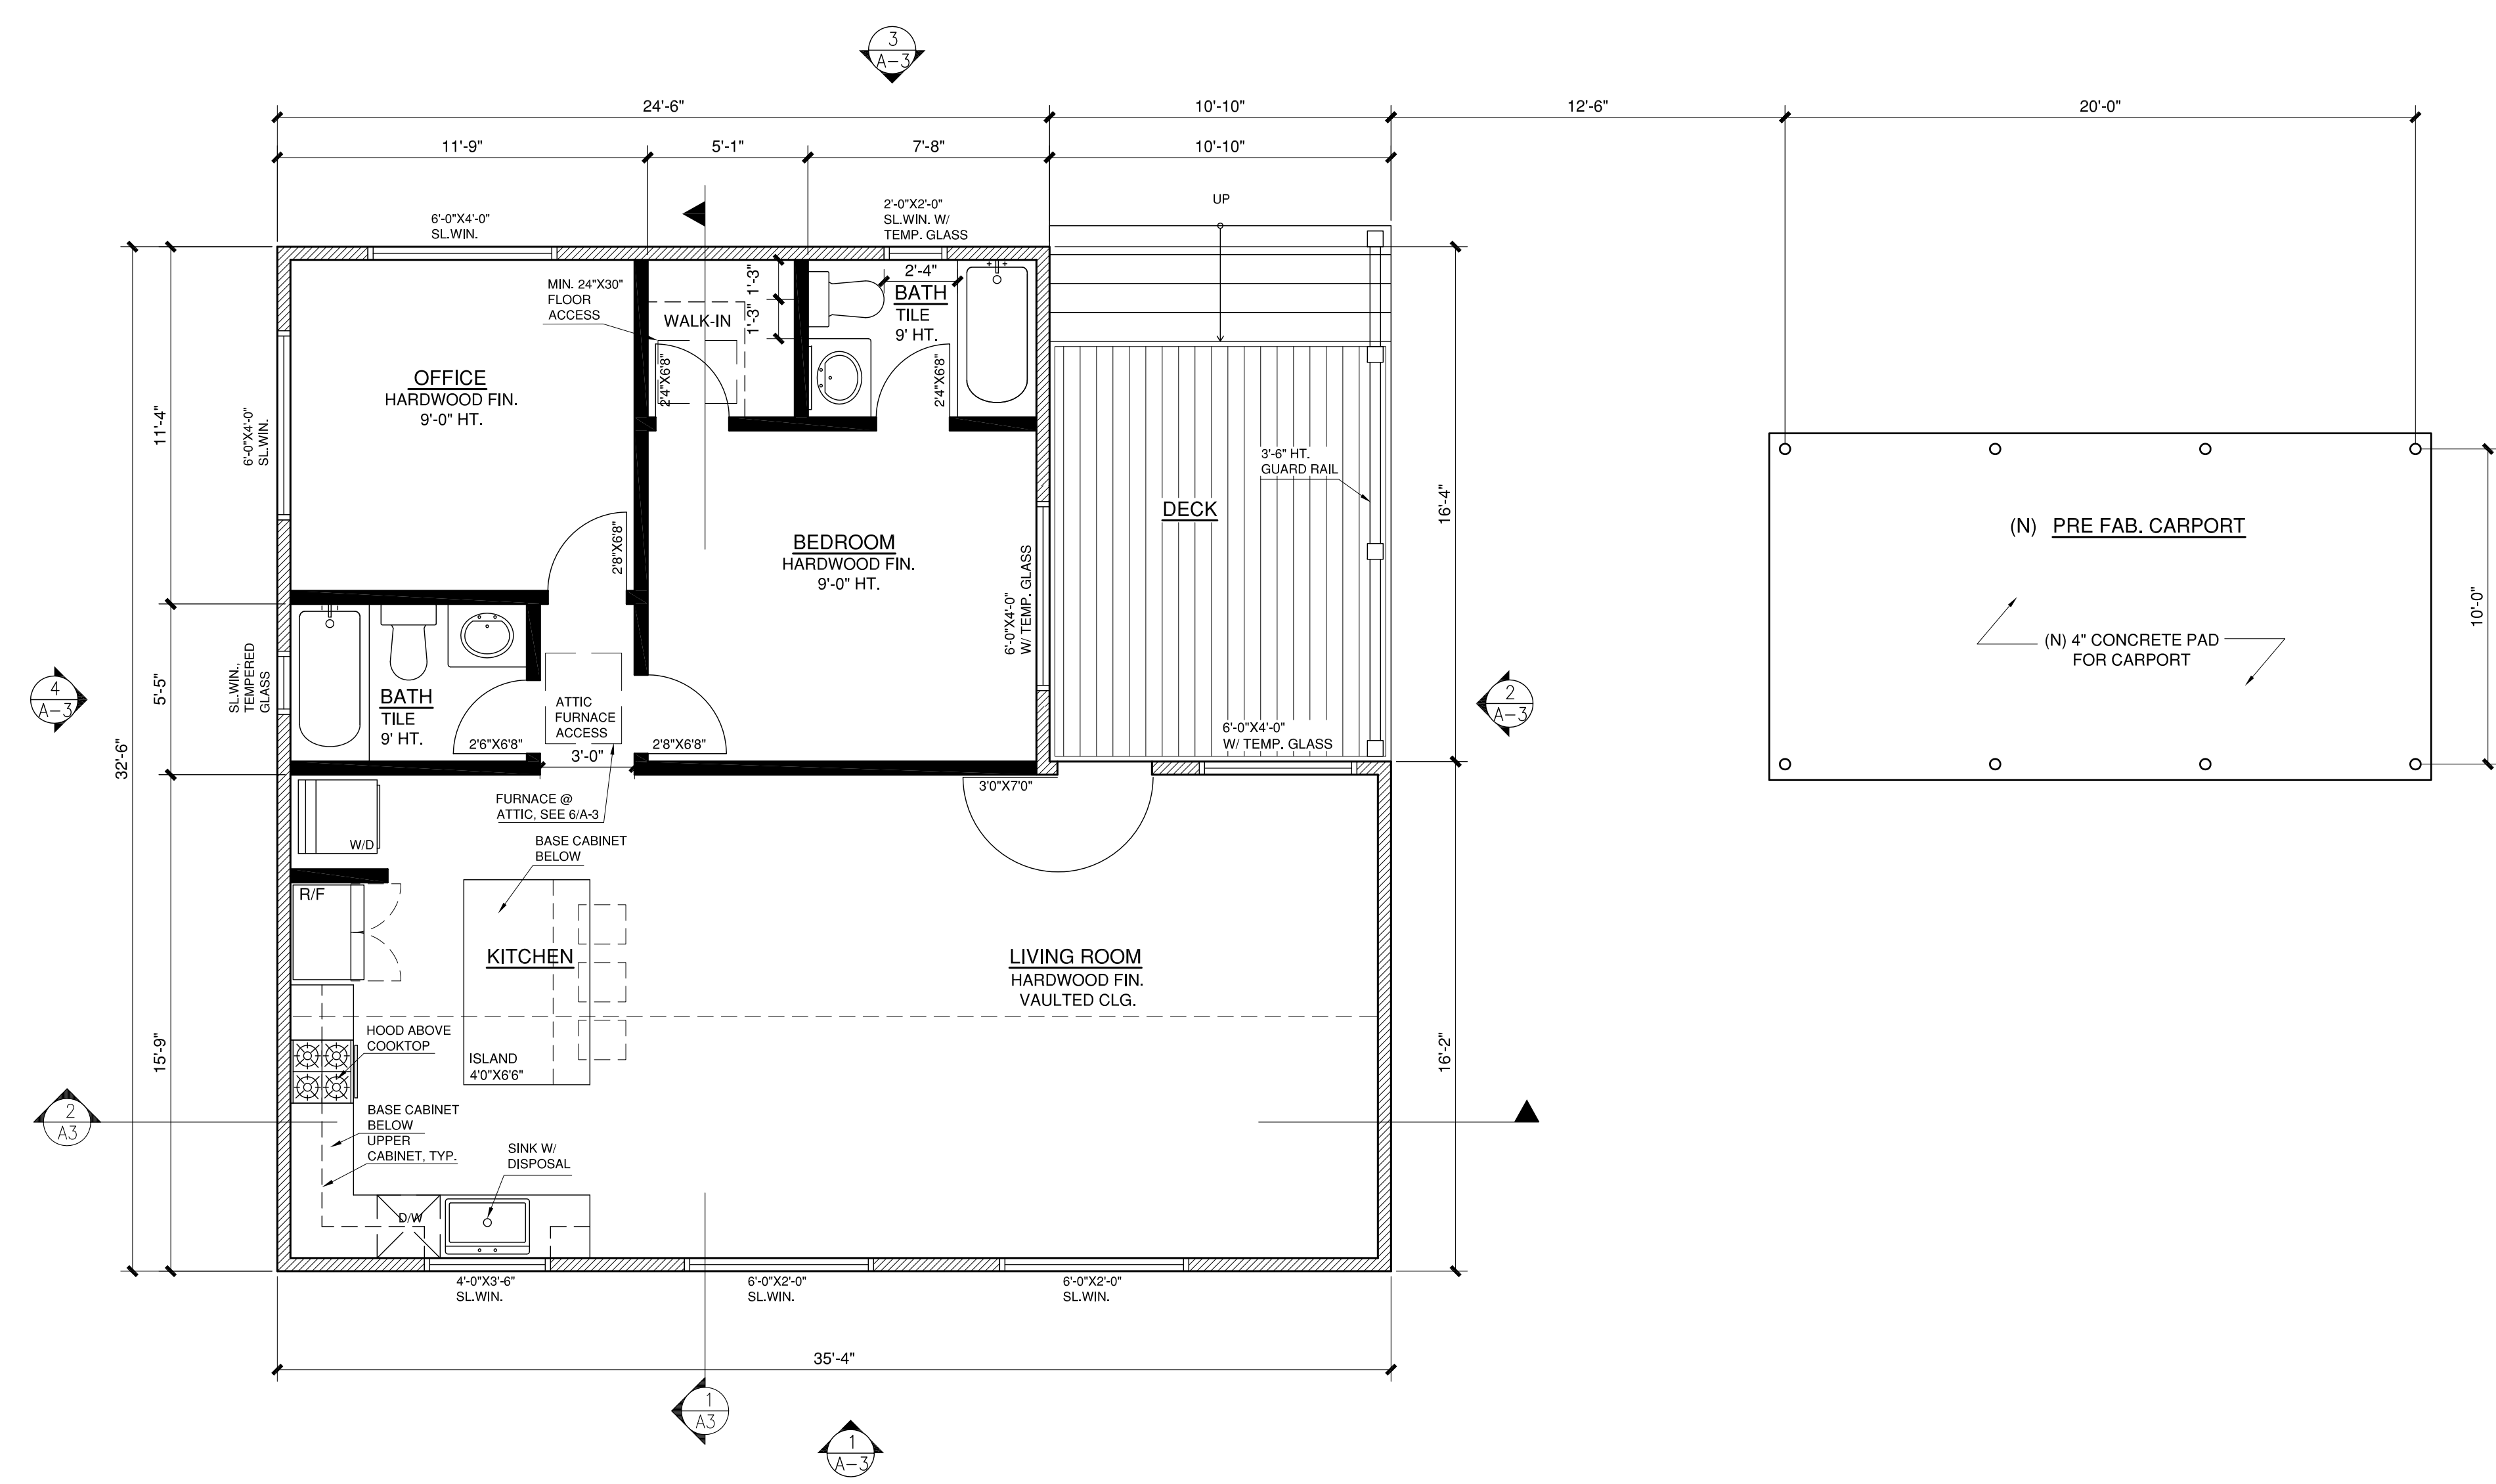 3
A-3
24'-6"
10'-10"
12'-6"
20'-0"
11'-9"
5'-1"
7'-8"
10'-10"
6'-0"X4'-0"
SL.WIN.
2'-0"X2'-0"
SL.WIN. W/
TEMP. GLASS
UP
MIN. 24"X30"
FLOOR
ACCESS
WALK-IN
1'-3"
1'-3"
2'-4"
BATH
TILE
9' HT.
2'4"X6'8"
2'4"X6'8"
OFFICE
HARDWOOD FIN.
9'-0" HT.
6'-0"X4'-0"
SL.WIN.
11'-4"
3'-6" HT.
GUARD RAIL
DECK
16'-4"
BEDROOM
HARDWOOD FIN.
9'-0" HT.
2'8"X6'8"
6'-0"X4'-0"
W/ TEMP. GLASS
(N) PRE FAB. CARPORT
(N) 4" CONCRETE PAD
FOR CARPORT
10'-0"
4
A-3
5'-5"
SL.WIN.,
TEMPERED
GLASS
BATH
TILE
9' HT.
2'6"X6'8"
ATTIC
FURNACE
ACCESS
3'-0"
2'8"X6'8"
6'-0"X4'-0"
W/ TEMP. GLASS
2
A-3
32'-6"
3'0"X7'0"
FURNACE @
ATTIC, SEE 6/A-3
W/D
BASE CABINET
BELOW
R/F
KITCHEN
LIVING ROOM
HARDWOOD FIN.
VAULTED CLG.
15'-9"
HOOD ABOVE
COOKTOP
ISLAND
4'0"X6'6"
16'-2"
2
A3
BASE CABINET
BELOW
UPPER
CABINET, TYP.
SINK W/
DISPOSAL
D/W
4'-0"X3'-6"
SL.WIN.
6'-0"X2'-0"
SL.WIN.
6'-0"X2'-0"
SL.WIN.
35'-4"
1
A3
1
A-3